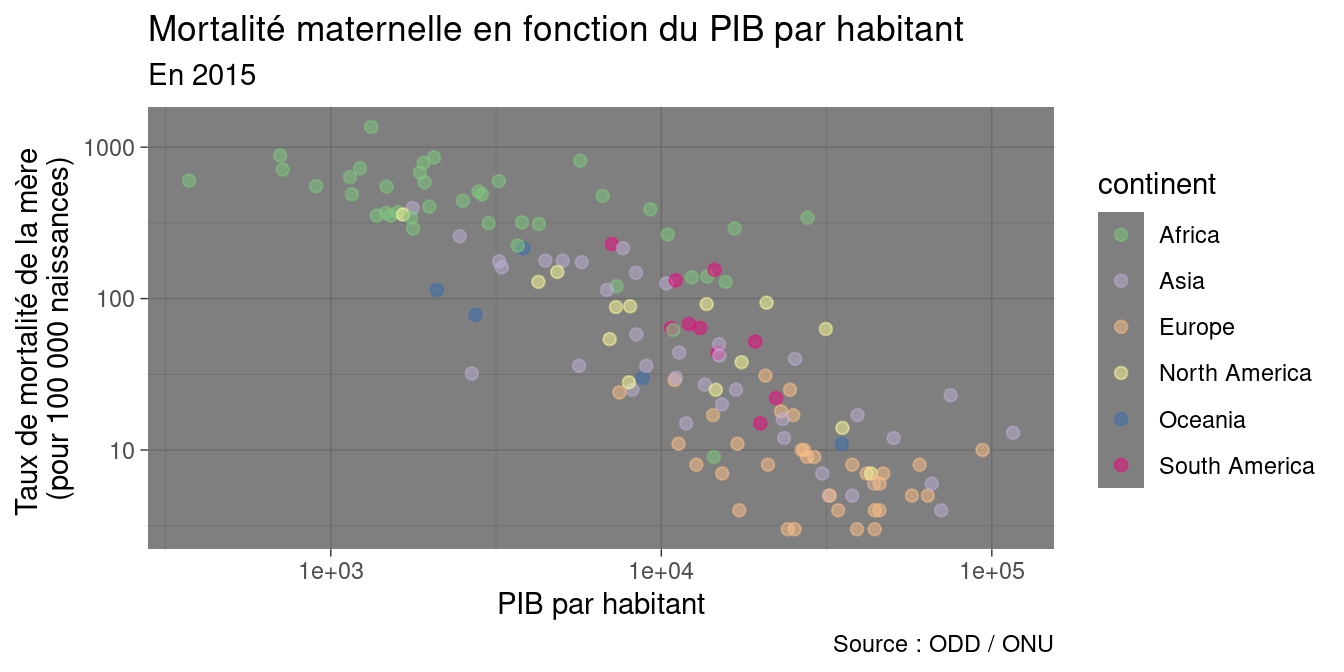 Mortalité maternelle en fonction du PIB par habitant
En 2015
Taux de mortalité de la mère
(pour 100 000 naissances)
1000
100
10
1e+03
1e+04
1e+05
PIB par habitant
continent
Africa
Asia
Europe
North America
Oceania
South America
Source : ODD / ONU